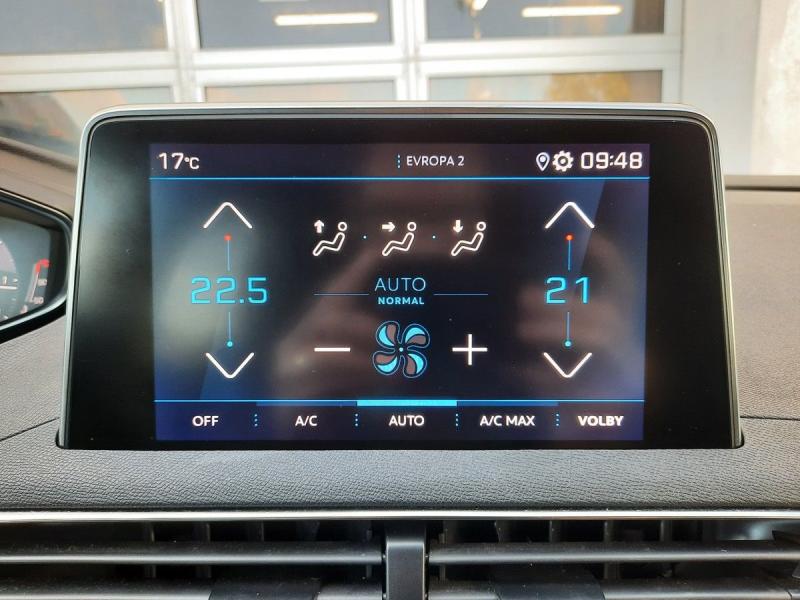 17°C
EVROPA 2
09:48
22.5
AUTO
NORMAL
21
OFF
A/C
AUTO
A/C MAX
VOLBY